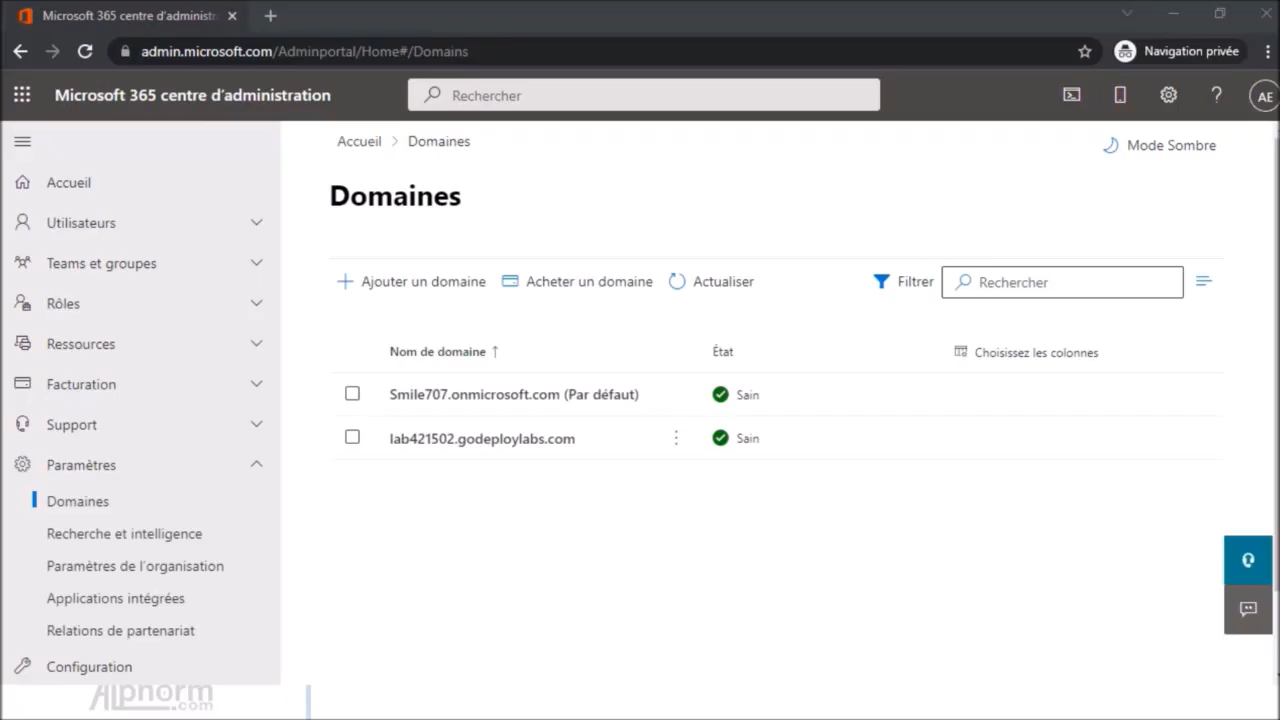 Microsoft 365 centre d'administr
admin.microsoft.com/Adminportal/Home#/Domains
Navigation privée
Microsoft 365 centre d'administration
Rechercher
AE
Accueil > Domaines
Mode Sombre
Accueil
Utilisateurs
Teams et groupes
Rôles
Ressources
Facturation
Support
Paramètres
Domaines
Recherche et intelligence
Paramètres de l'organisation
Applications intégrées
Relations de partenariat
Configuration
Domaines
Ajouter un domaine
Acheter un domaine
Actualiser
Filtrer
Rechercher
Nom de domaine ↑
État
Choisissez les colonnes
Smile707.onmicrosoft.com (Par défaut)
Sain
lab421502.godeploylabs.com
Sain
Alphorm
.com